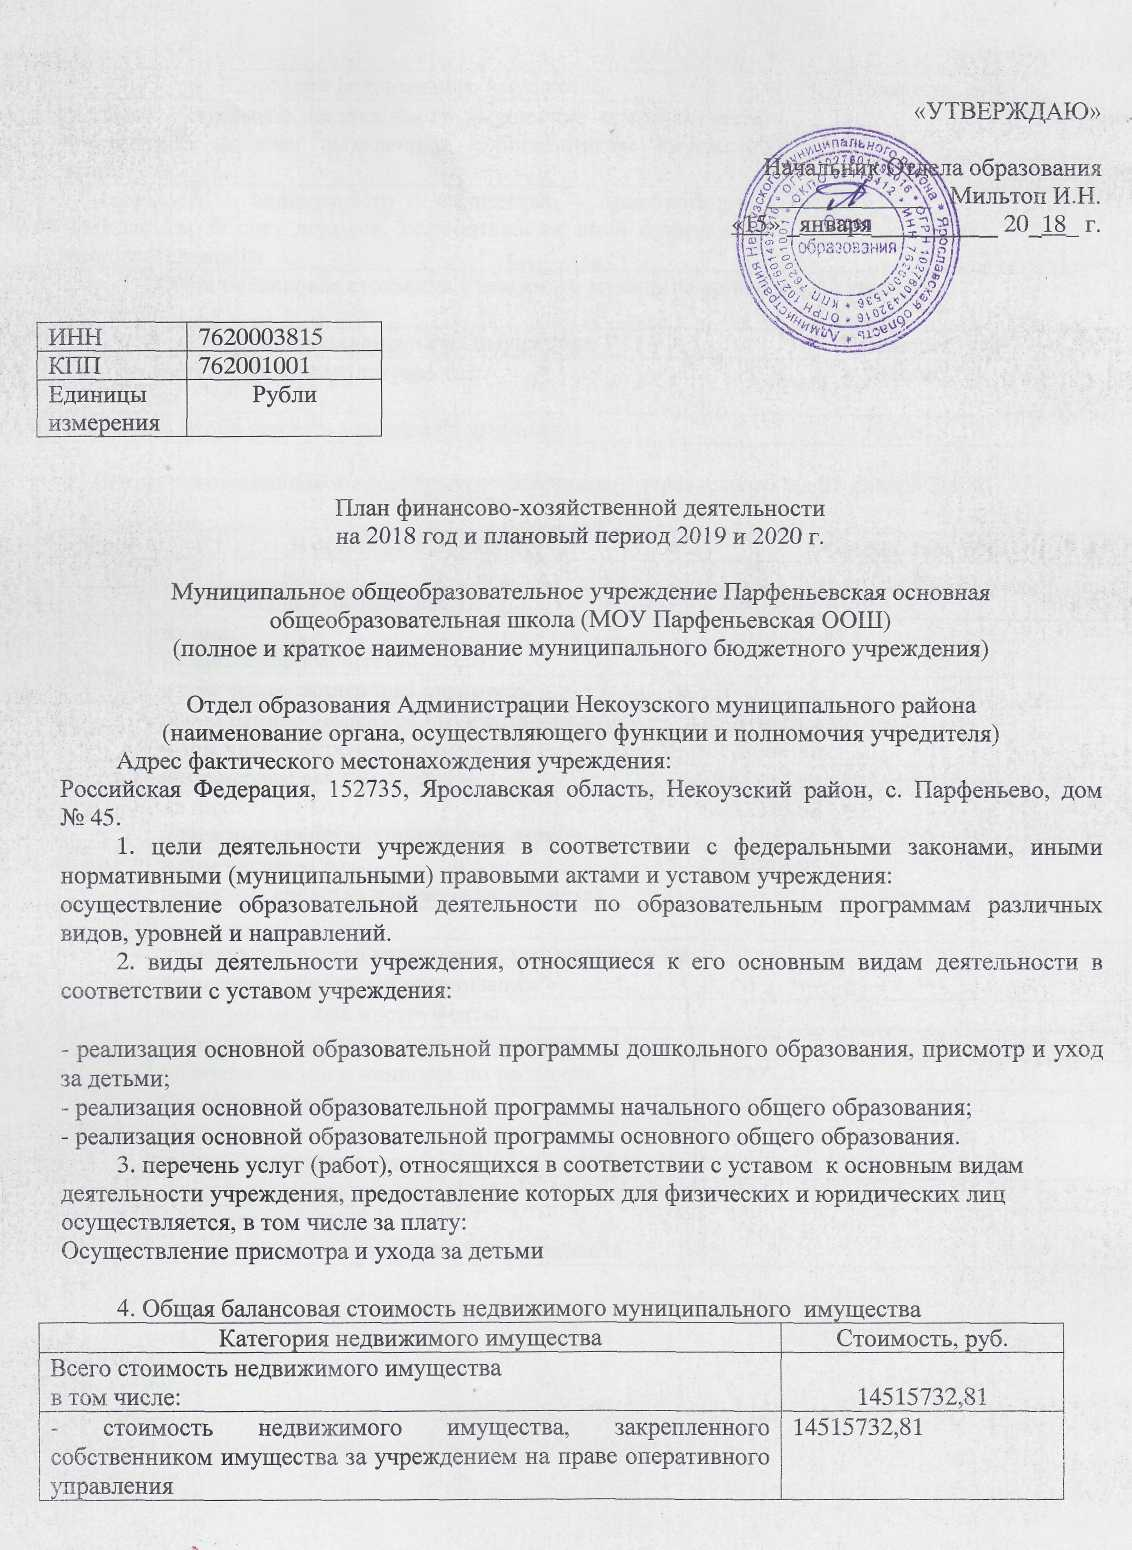 «УТВЕРЖДАЮ»
Начальник Отдела образования
Мильтоп И.Н.
«15» _января__________ 20_18_ г.
Отдел
образования
ИНН 7620003815
КПП 762001001
Единицы Рубли
измерения
План финансово-хозяйственной деятельности
на 2018 год и плановый период 2019 и 2020 г.
Муниципальное общеобразовательное учреждение Парфеньевская основная
общеобразовательная школа (МОУ Парфеньевская ООШ)
(полное и краткое наименование муниципального бюджетного учреждения)
Отдел образования Администрации Некоузского муниципального района
(наименование органа, осуществляющего функции и полномочия учредителя)
Адрес фактического местонахождения учреждения:
Российская Федерация, 152735, Ярославская область, Некоузский район, с. Парфеньево, дом
№ 45.
1. цели деятельности учреждения в соответствии с федеральными законами, иными
нормативными (муниципальными) правовыми актами и уставом учреждения:
осуществление образовательной деятельности по образовательным программам различных
видов, уровней и направлений.
2. виды деятельности учреждения, относящиеся к его основным видам деятельности в
соответствии с уставом учреждения:
- реализация основной образовательной программы дошкольного образования, присмотр и уход
за детьми;
- реализация основной образовательной программы начального общего образования;
- реализация основной образовательной программы основного общего образования.
3. перечень услуг (работ), относящихся в соответствии с уставом к основным видам
деятельности учреждения, предоставление которых для физических и юридических лиц
осуществляется, в том числе за плату:
Осуществление присмотра и ухода за детьми
4. Общая балансовая стоимость недвижимого муниципального имущества
Категория недвижимого имущества Стоимость, руб.
Всего стоимость недвижимого имущества
в том числе: 14515732,81
- стоимость недвижимого имущества, закрепленного 14515732,81
собственником имущества за учреждением на праве оперативного
управления